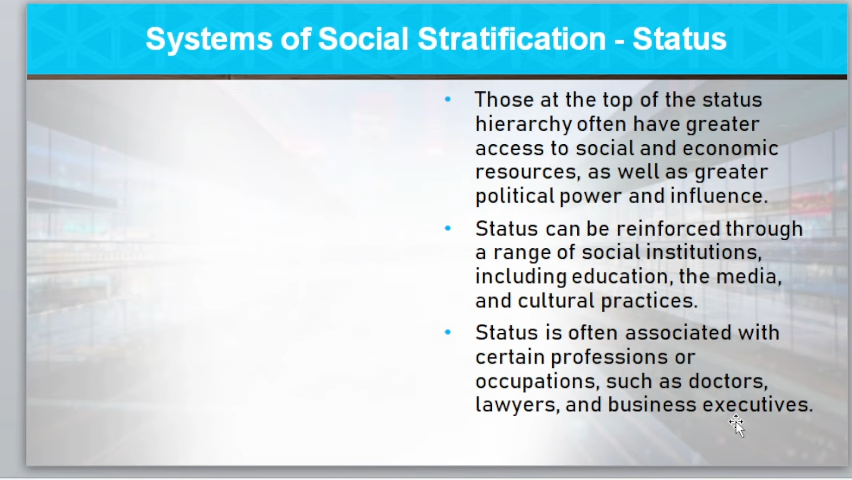 Systems of Social Stratification - Status
• Those at the top of the status
hierarchy often have greater
access to social and economic
resources, as well as greater
political power and influence.
• Status can be reinforced through
a range of social institutions,
including education, the media,
and cultural practices.
• Status is often associated with
certain professions or
occupations, such as doctors,
lawyers, and business executives.